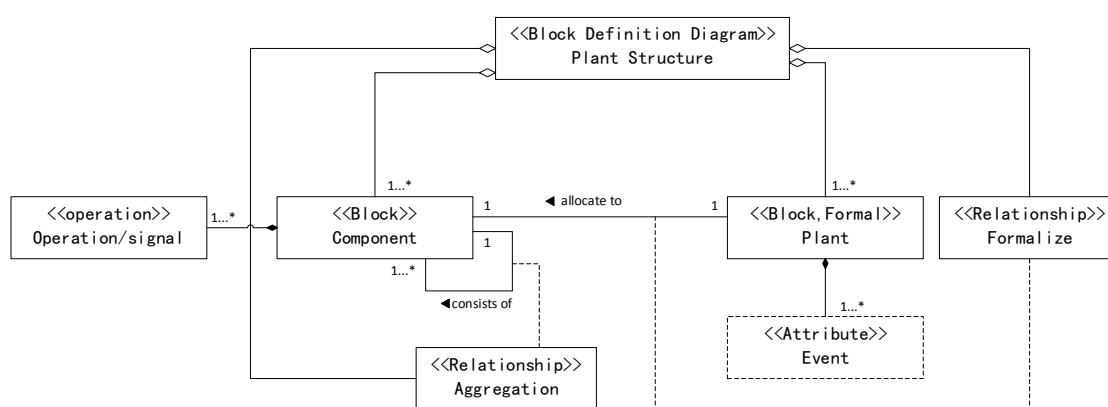 <<Block Definition Diagram>>
Plant Structure
1...*
1...*
<<operation>>
Operation/signal
1...*
<<Block>>
Component
1
◀ allocate to
1
<<Block,Formal>>
Plant
<<Relationship>>
Formalize
1
1...*
◀consists of
1...*
<<Attribute>>
Event
<<Relationship>>
Aggregation